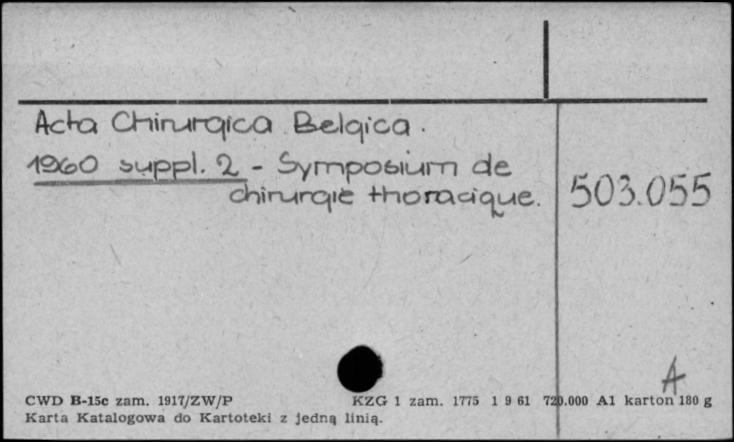 Acta Chirurgica Belgica.
1960 suppl. 2 - Symposium de
chirurgie thoracique.
503.055
A
CWD B-15c zam. 1917/ZW/P KZG 1 zam. 1775 1 9 61 720.000 A1 karton 180 g
Karta Katalogowa do Kartoteki z jedną linią.